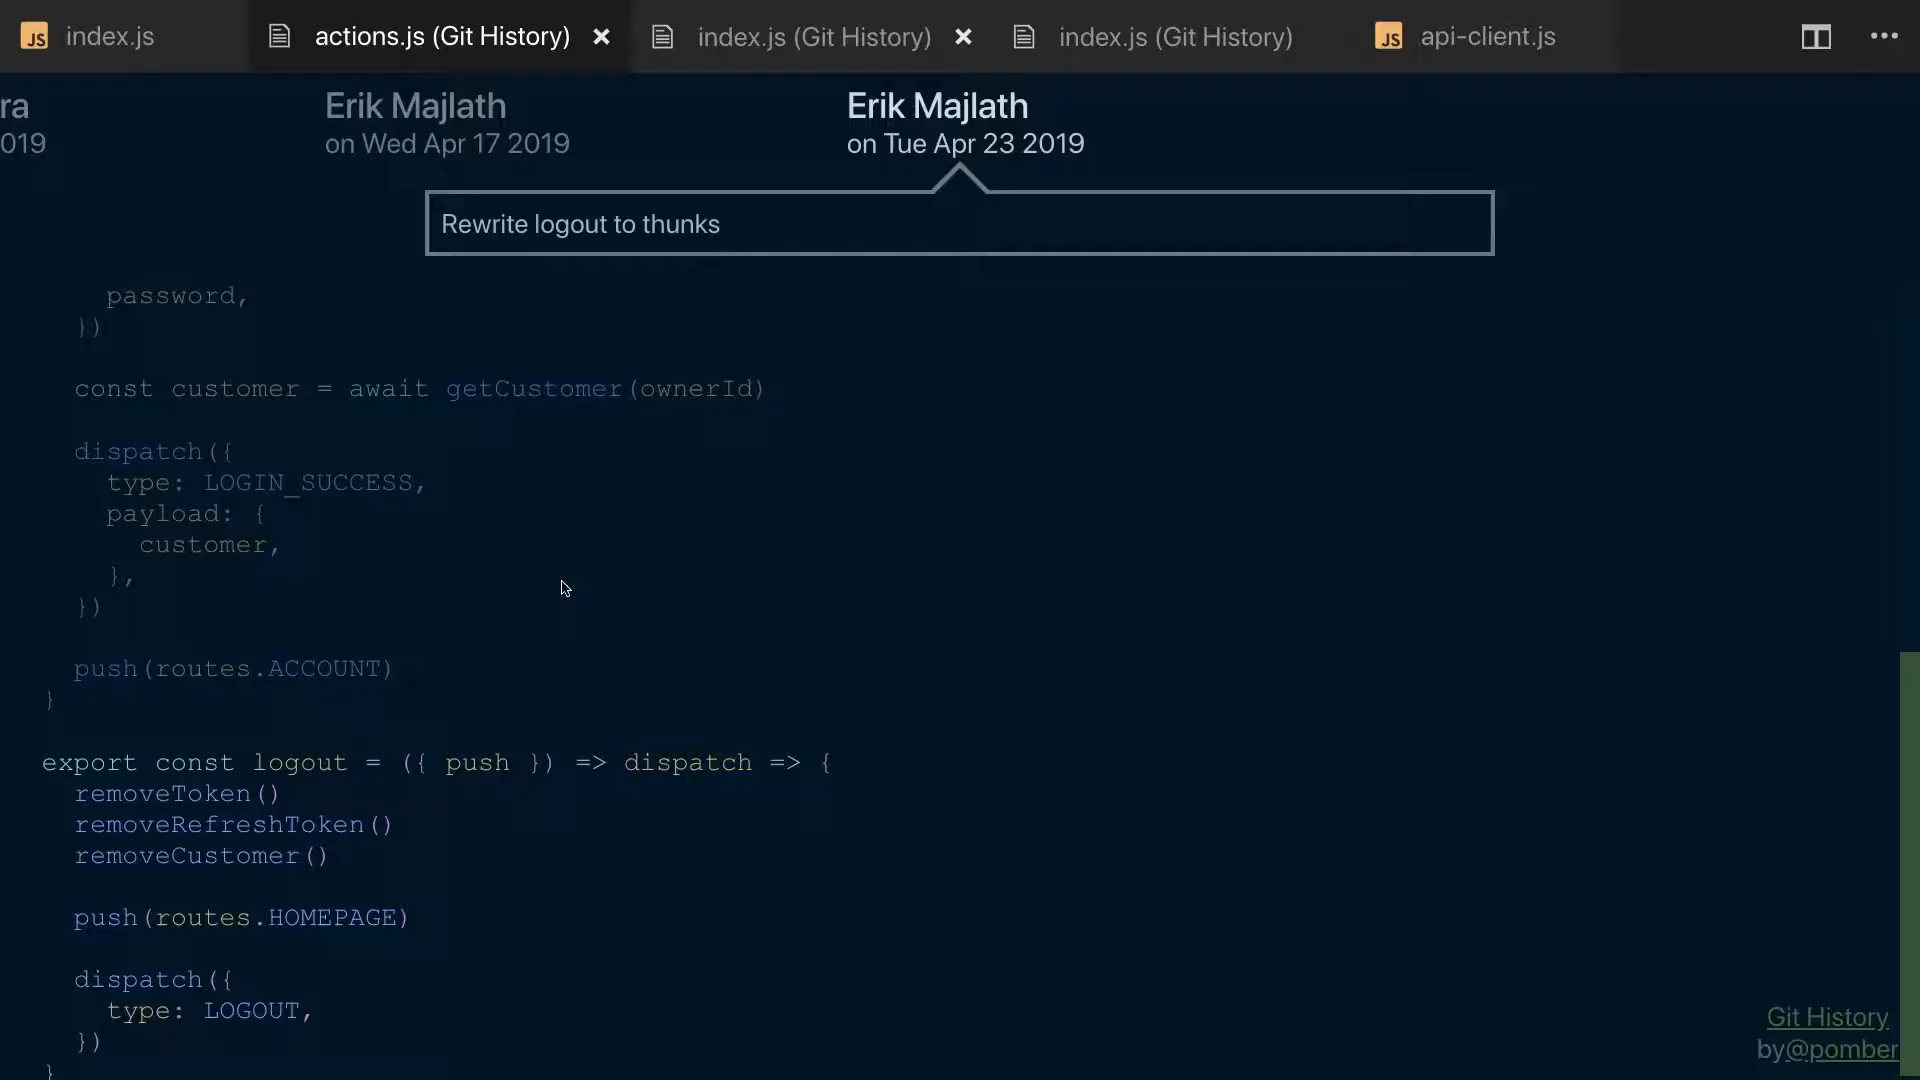 index.js
actions.js (Git History)
index.js (Git History)
index.js (Git History)
api-client.js
ra
019
Erik Majlath
on Wed Apr 17 2019
Erik Majlath
on Tue Apr 23 2019
Rewrite logout to thunks
password,
})
const customer = await getCustomer(ownerId)
dispatch({
type: LOGIN_SUCCESS,
payload: {
customer,
},
})
push(routes.ACCOUNT)
}
export const logout = ({ push }) => dispatch => {
removeToken()
removeRefreshToken()
removeCustomer()
push(routes.HOMEPAGE)
dispatch({
type: LOGOUT,
})
}
Git History
by@pomber